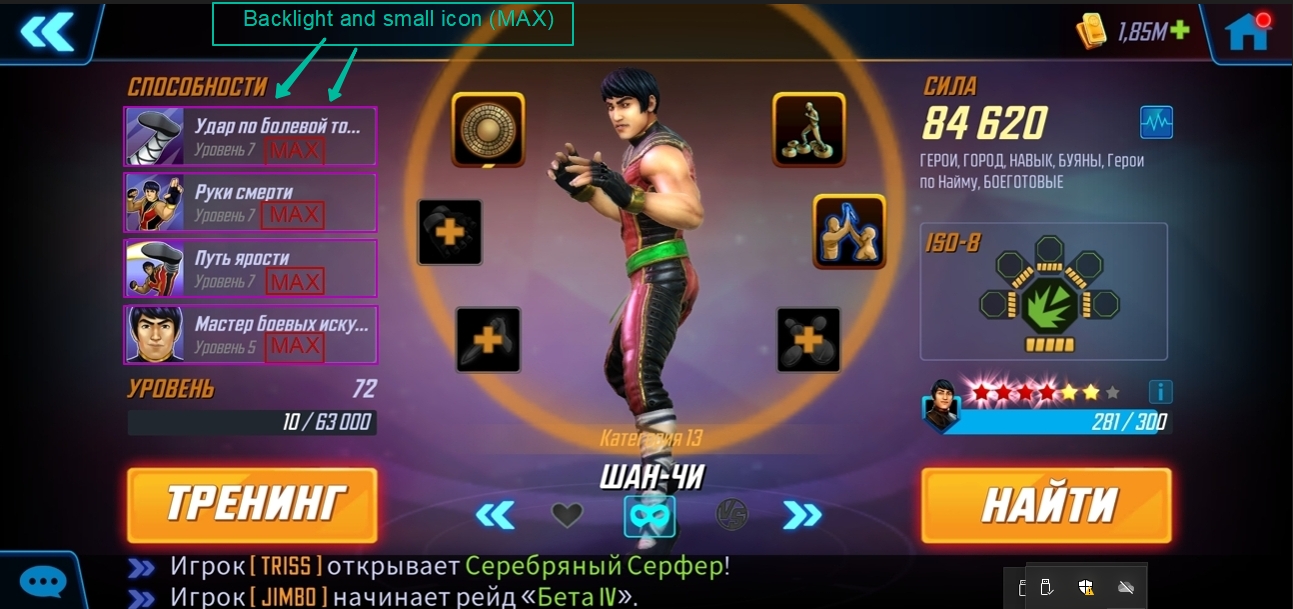 Backlight and small icon (MAX)
1,85M
СПОСОБНОСТИ
Удар по болевой то...
Уровень 7 MAX
Руки смерти
Уровень 7 MAX
Путь ярости
Уровень 7 MAX
Мастер боевых иску...
Уровень 5 MAX
УРОВЕНЬ 72
10 / 63 000
ТРЕНИНГ
Категория 13
ШАН-ЧИ
VS
СИЛА
84 620
ГЕРОИ, ГОРОД, НАВЫК, БУЯНЫ, Герои
по Найму, БОЕГОТОВЫЕ
ISO-8
i
281 / 300
НАЙТИ
Игрок [ TRISS ] открывает Серебряный Серфер!
Игрок [ JIMBO ] начинает рейд «Бета IV».